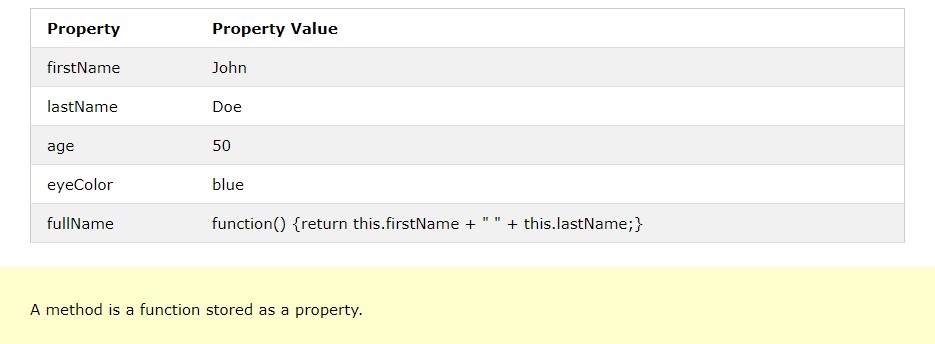 Property Property Value
firstName John
lastName Doe
age 50
eyeColor blue
fullName function() {return this.firstName + " " + this.lastName;}
A method is a function stored as a property.